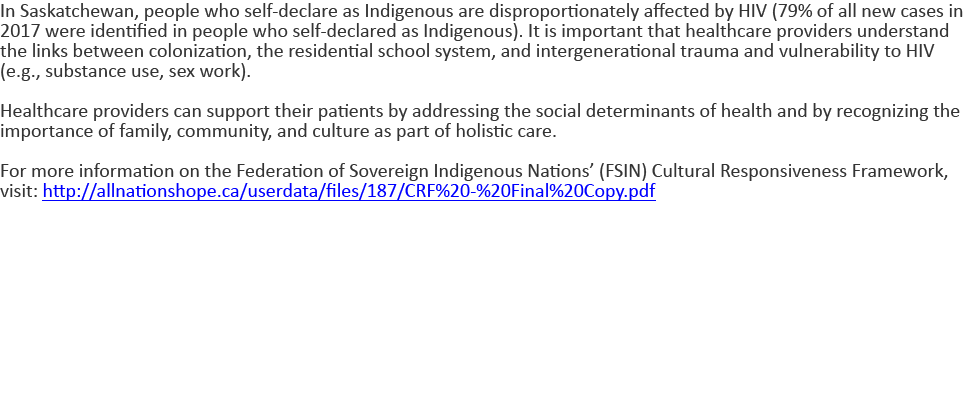 In Saskatchewan, people who self-declare as Indigenous are disproportionately affected by HIV (79% of all new cases in
2017 were identified in people who self-declared as Indigenous). It is important that healthcare providers understand
the links between colonization, the residential school system, and intergenerational trauma and vulnerability to HIV
(e.g., substance use, sex work).
Healthcare providers can support their patients by addressing the social determinants of health and by recognizing the
importance of family, community, and culture as part of holistic care.
For more information on the Federation of Sovereign Indigenous Nations’ (FSIN) Cultural Responsiveness Framework,
visit: http://allnationshope.ca/userdata/files/187/CRF%20-%20Final%20Copy.pdf